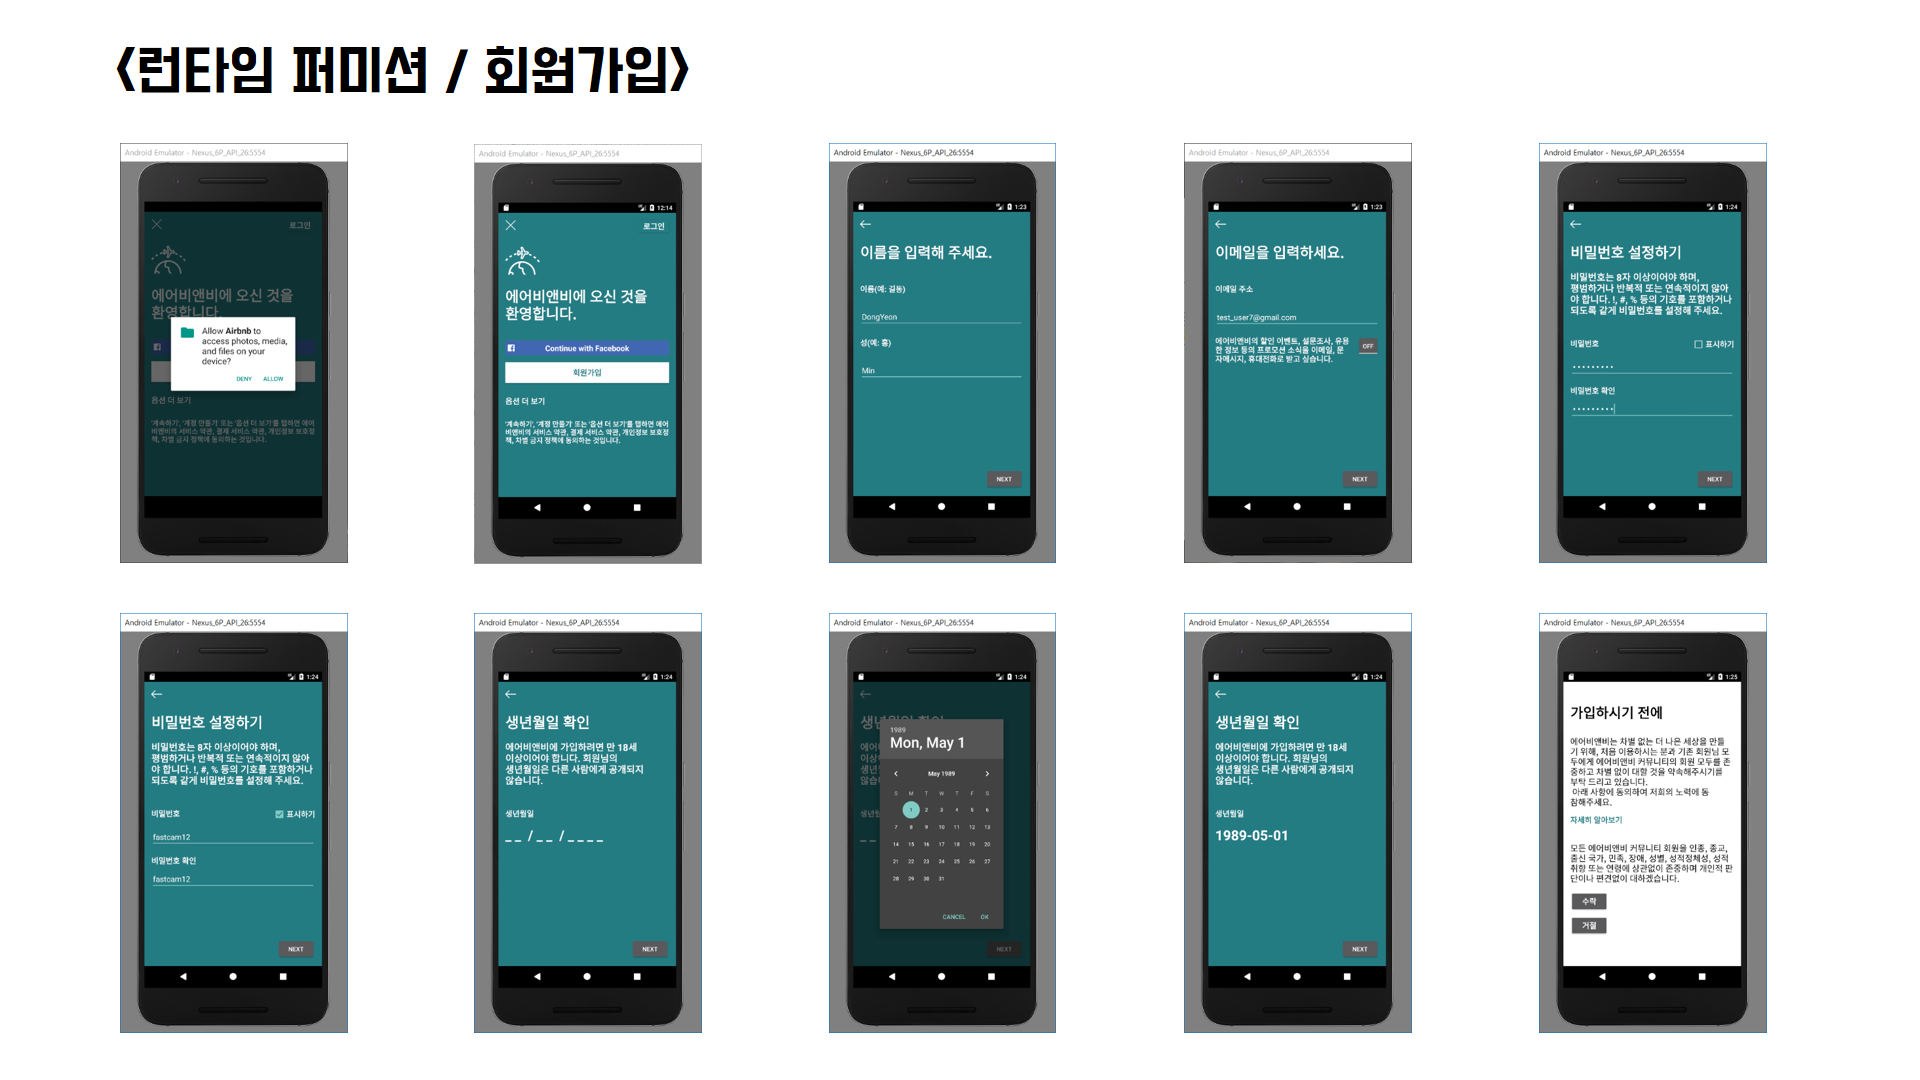 <런타임 퍼미션 / 회원가입>
Android Emulator - Nexus_6P_API_26:5554
로그인
에어비앤비에 오신 것을
환영합니다.
Allow Airbnb to
access photos, media,
and files on your
device?
DENY ALLOW
옵션 더 보기
'계속하기', '계정 만들기' 또는 '옵션 더 보기'를 탭하면 에어
비앤비의 서비스 약관, 결제 서비스 약관, 개인정보 보호정
책, 차별 금지 정책에 동의하는 것입니다.
Android Emulator - Nexus_6P_API_26:5554
12:14
로그인
에어비앤비에 오신 것을
환영합니다.
Continue with Facebook
회원가입
옵션 더 보기
'계속하기', '계정 만들기' 또는 '옵션 더 보기'를 탭하면 에어
비앤비의 서비스 약관, 결제 서비스 약관, 개인정보 보호정
책, 차별 금지 정책에 동의하는 것입니다.
Android Emulator - Nexus_6P_API_26:5554
1:23
이름을 입력해 주세요.
이름(예: 길동)
DongYeon
성(예: 홍)
Min
NEXT
Android Emulator - Nexus_6P_API_26:5554
1:23
이메일을 입력하세요.
이메일 주소
test_user7@gmail.com
에어비앤비의 할인 이벤트, 설문조사, 유용
한 정보 등의 프로모션 소식을 이메일, 문
자메시지, 휴대전화로 받고 싶습니다.
OFF
NEXT
Android Emulator - Nexus_6P_API_26:5554
1:24
비밀번호 설정하기
비밀번호는 8자 이상이어야 하며,
평범하거나 반복적 또는 연속적이지 않아
야 합니다. !, #, % 등의 기호를 포함하거나
되도록 같게 비밀번호를 설정해 주세요.
비밀번호 표시하기
•••••••••
비밀번호 확인
•••••••••
NEXT
Android Emulator - Nexus_6P_API_26:5554
1:24
비밀번호 설정하기
비밀번호는 8자 이상이어야 하며,
평범하거나 반복적 또는 연속적이지 않아
야 합니다. !, #, % 등의 기호를 포함하거나
되도록 같게 비밀번호를 설정해 주세요.
비밀번호 표시하기
fastcam12
비밀번호 확인
fastcam12
NEXT
Android Emulator - Nexus_6P_API_26:5554
1:24
생년월일 확인
에어비앤비에 가입하려면 만 18세
이상이어야 합니다. 회원님의
생년월일은 다른 사람에게 공개되지
않습니다.
생년월일
_ _ / _ _ / _ _ _ _
NEXT
Android Emulator - Nexus_6P_API_26:5554
1:24
1989
Mon, May 1
May 1989
S M T W T F S
1 2 3 4 5 6
7 8 9 10 11 12 13
14 15 16 17 18 19 20
21 22 23 24 25 26 27
28 29 30 31
CANCEL OK
NEXT
Android Emulator - Nexus_6P_API_26:5554
1:24
생년월일 확인
에어비앤비에 가입하려면 만 18세
이상이어야 합니다. 회원님의
생년월일은 다른 사람에게 공개되지
않습니다.
생년월일
1989-05-01
NEXT
Android Emulator - Nexus_6P_API_26:5554
1:25
가입하시기 전에
에어비앤비는 차별 없는 더 나은 세상을 만들
기 위해, 처음 이용하시는 분과 기존 회원님 모
두에게 에어비앤비 커뮤니티의 회원 모두를 존
중하고 차별 없이 대할 것을 약속해주시기를
부탁 드리고 있습니다.
아래 사항에 동의하여 저희의 노력에 동
참해주세요.
자세히 알아보기
모든 에어비앤비 커뮤니티 회원을 인종, 종교,
출신 국가, 민족, 장애, 성별, 성적정체성, 성적
취향 또는 연령에 상관없이 존중하며 개인적 판
단이나 편견없이 대하겠습니다.
수락
거절